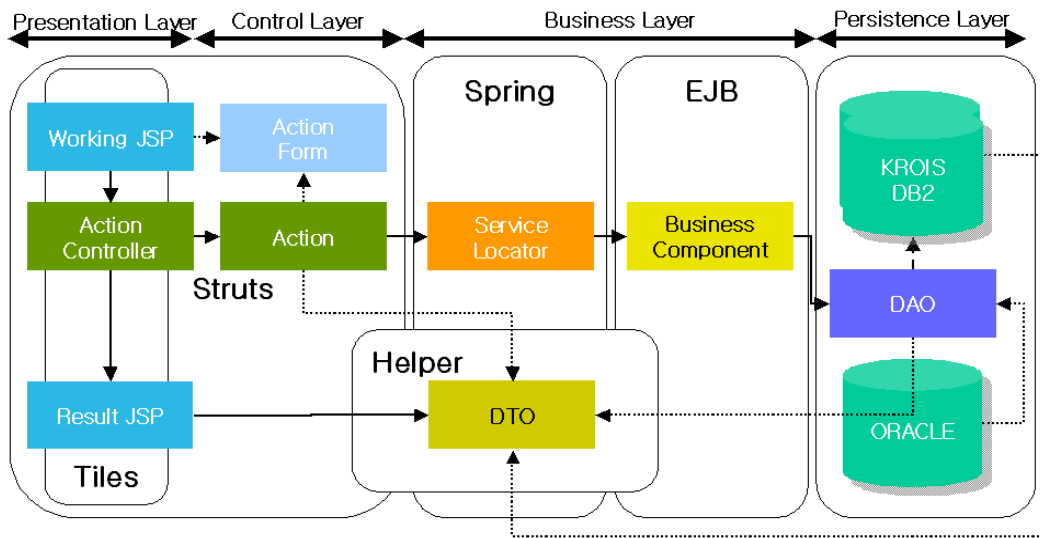 Presentation Layer
Control Layer
Business Layer
Persistence Layer
Spring
EJB
Working JSP
Action
Form
KROIS
DB2
Action
Controller
Action
Service
Locator
Business
Component
Struts
DAO
Helper
Result JSP
DTO
ORACLE
Tiles